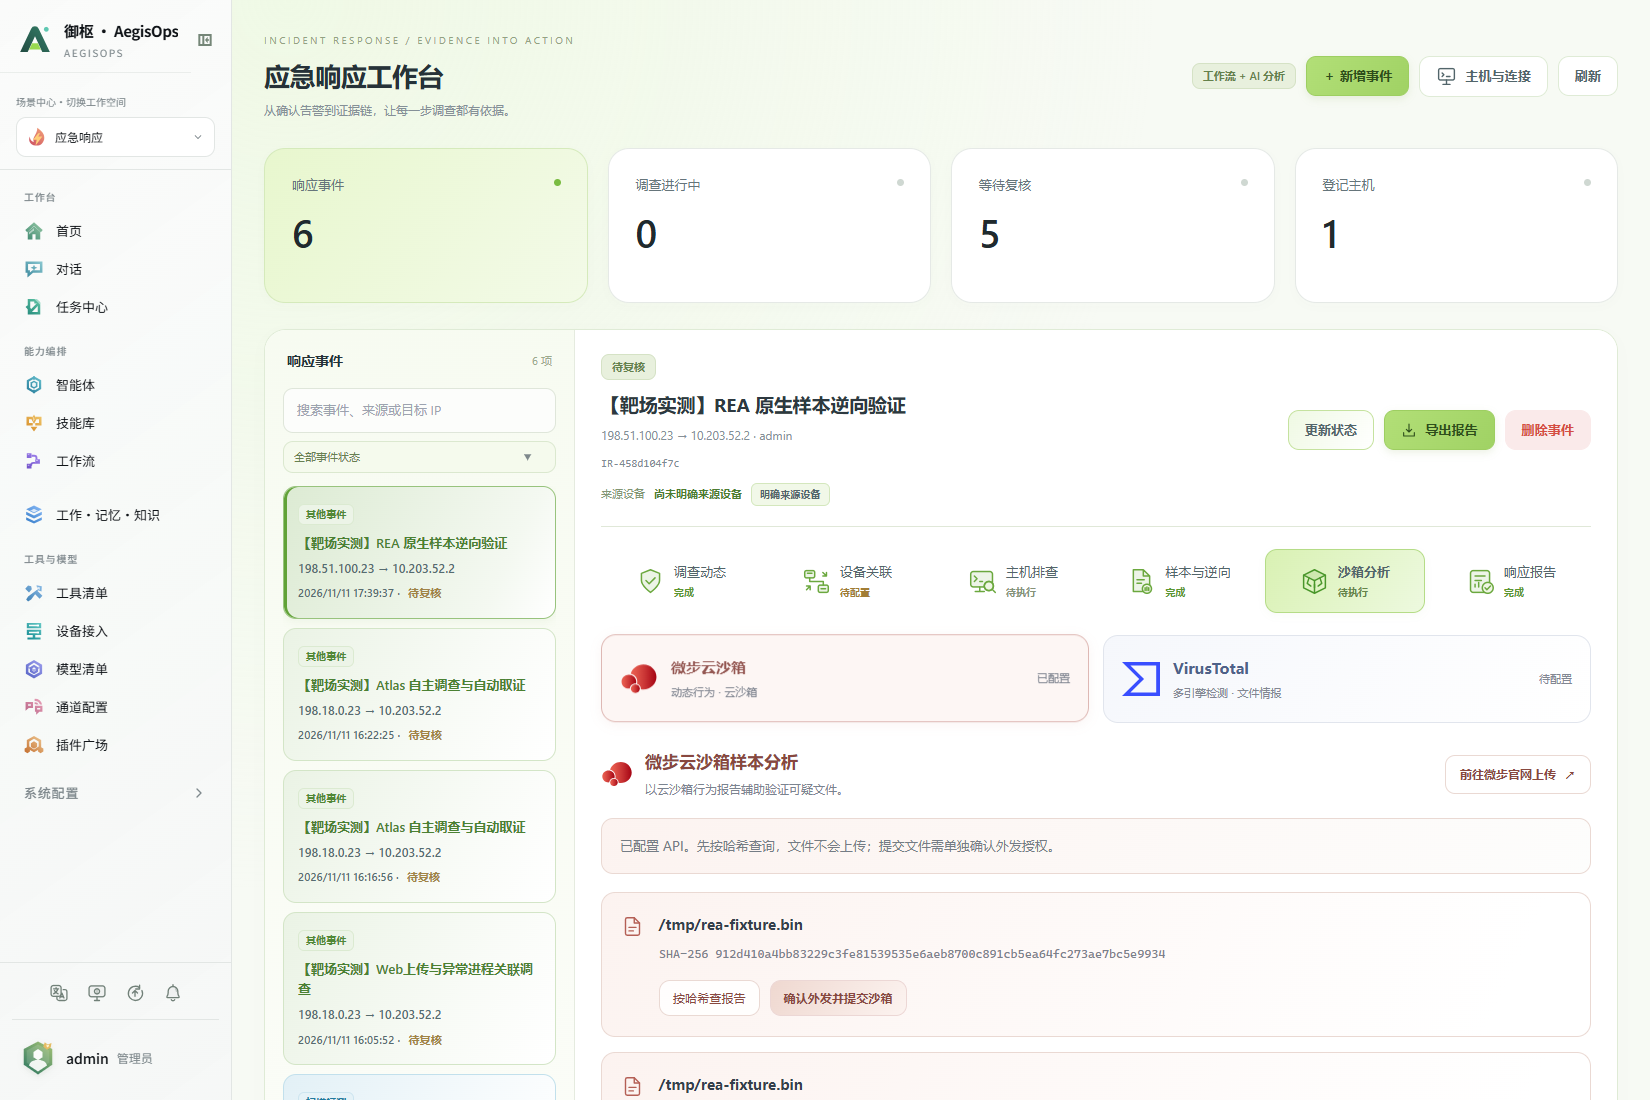 御枢 · AegisOps
AEGISOPS
场景中心 · 切换工作空间
应急响应
工作台
首页
对话
任务中心
能力编排
智能体
技能库
工作流
工作 · 记忆 · 知识
工具与模型
工具清单
设备接入
模型清单
通道配置
插件广场
系统配置
admin 管理员
INCIDENT RESPONSE / EVIDENCE INTO ACTION
应急响应工作台
从确认告警到证据链，让每一步调查都有依据。
工作流 + AI 分析
+ 新增事件
主机与连接
刷新
响应事件
6
调查进行中
0
等待复核
5
登记主机
1
响应事件
6 项
搜索事件、来源或目标 IP
全部事件状态
其他事件
【靶场实测】REA 原生样本逆向验证
198.51.100.23 → 10.203.52.2
2026/11/11 17:39:37 · 待复核
其他事件
【靶场实测】Atlas 自主调查与自动取证
198.18.0.23 → 10.203.52.2
2026/11/11 16:22:25 · 待复核
其他事件
【靶场实测】Atlas 自主调查与自动取证
198.18.0.23 → 10.203.52.2
2026/11/11 16:16:56 · 待复核
其他事件
【靶场实测】Web上传与异常进程关联调
查
198.18.0.23 → 10.203.52.2
2026/11/11 16:05:52 · 待复核
待复核
【靶场实测】REA 原生样本逆向验证
198.51.100.23 → 10.203.52.2 · admin
IR-458d104f7c
来源设备 尚未明确来源设备 明确来源设备
更新状态
导出报告
删除事件
调查动态
完成
设备关联
待配置
主机排查
待执行
样本与逆向
完成
沙箱分析
待执行
响应报告
完成
微步云沙箱
动态行为 · 云沙箱
已配置
VirusTotal
多引擎检测 · 文件情报
待配置
微步云沙箱样本分析
以云沙箱行为报告辅助验证可疑文件。
前往微步官网上传 ↗
已配置 API。先按哈希查询，文件不会上传；提交文件需单独确认外发授权。
/tmp/rea-fixture.bin
SHA-256 912d410a4bb83229c3fe81539535e6aeb8700c891cb5ea64fc273ae7bc5e9934
按哈希查报告
确认外发并提交沙箱
/tmp/rea-fixture.bin